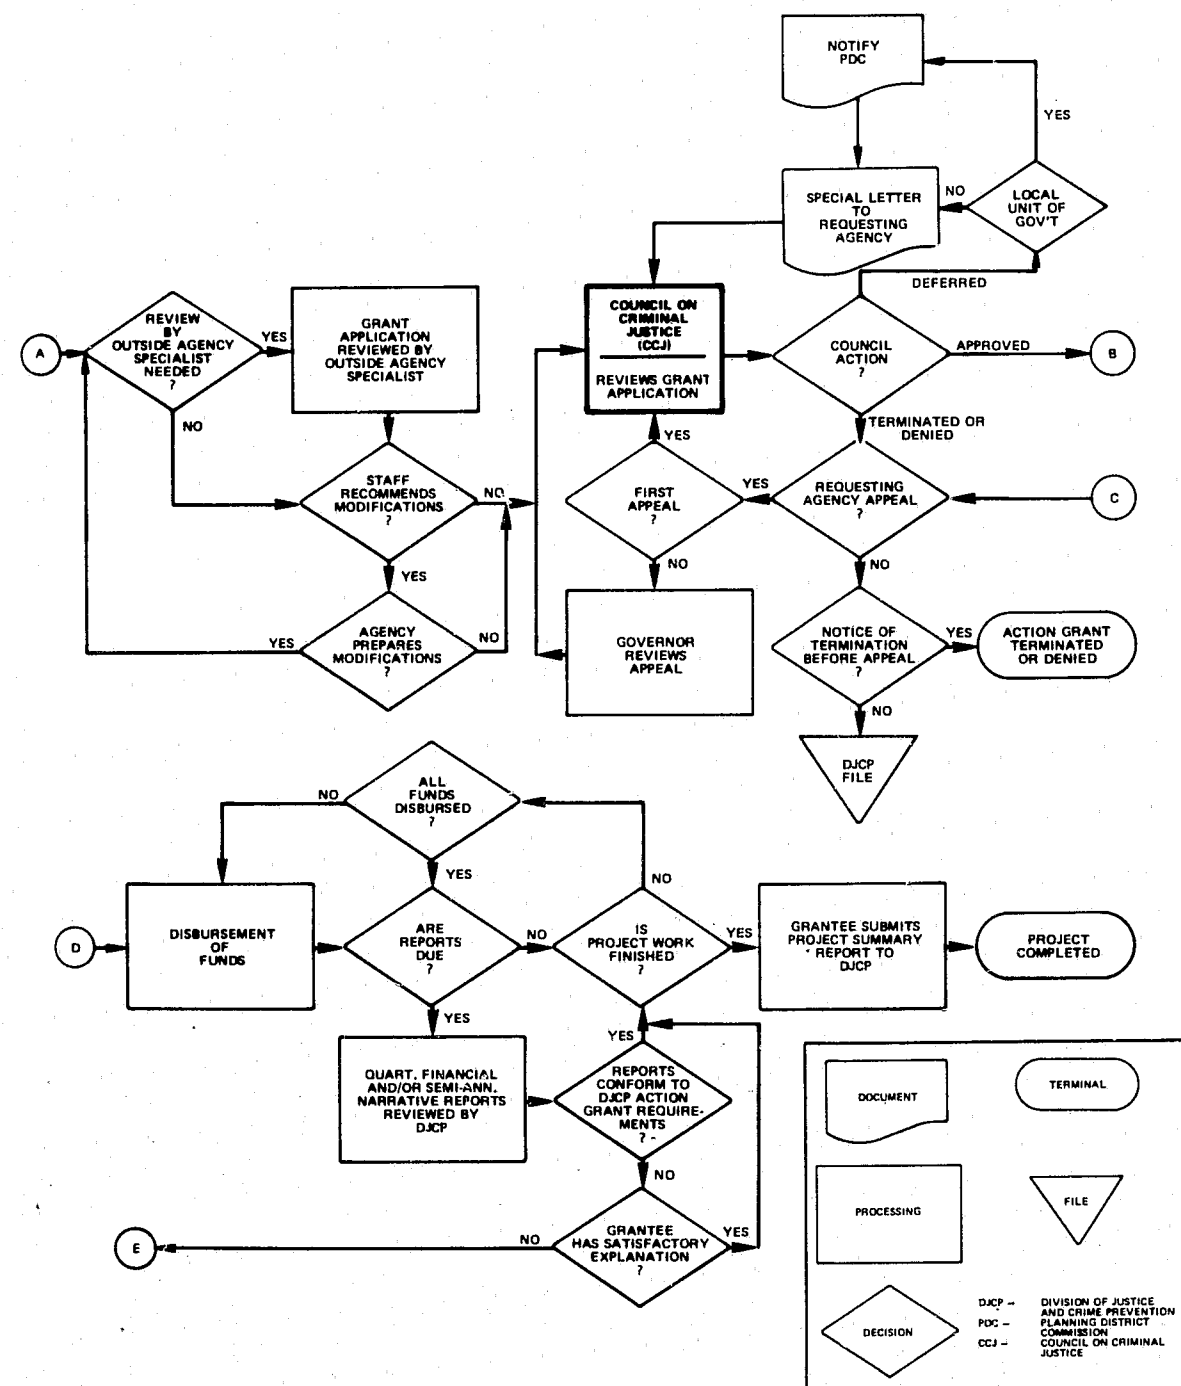 NOTIFY
PDC
YES
SPECIAL LETTER
TO
REQUESTING
AGENCY
NO
LOCAL
UNIT OF
GOV'T
DEFERRED
A
REVIEW
BY
OUTSIDE AGENCY
SPECIALIST
NEEDED
?
YES
NO
GRANT
APPLICATION
REVIEWED BY
OUTSIDE AGENCY
SPECIALIST
COUNCIL ON
CRIMINAL
JUSTICE
(CCJ)
REVIEWS GRANT
APPLICATION
COUNCIL
ACTION
?
APPROVED
B
TERMINATED OR
DENIED
STAFF
RECOMMENDS
MODIFICATIONS
?
NO
YES
YES
FIRST
APPEAL
?
YES
REQUESTING
AGENCY APPEAL
?
C
NO
NO
YES
AGENCY
PREPARES
MODIFICATIONS
?
NO
GOVERNOR
REVIEWS
APPEAL
NOTICE OF
TERMINATION
BEFORE APPEAL
?
YES
ACTION GRANT
TERMINATED
OR DENIED
NO
DJCP
FILE
NO
ALL
FUNDS
DISBURSED
?
YES
NO
D
DISBURSEMENT
OF
FUNDS
ARE
REPORTS
DUE
?
NO
IS
PROJECT WORK
FINISHED
?
YES
GRANTEE SUBMITS
PROJECT SUMMARY
REPORT TO
DJCP
PROJECT
COMPLETED
YES
YES
QUART. FINANCIAL
AND/OR SEMI-ANN.
NARRATIVE REPORTS
REVIEWED BY
DJCP
REPORTS
CONFORM TO
DJCP ACTION
GRANT REQUIRE-
MENTS
? -
NO
E
NO
GRANTEE
HAS SATISFACTORY
EXPLANATION
?
YES
DOCUMENT
TERMINAL
PROCESSING
FILE
DECISION
DJCP – DIVISION OF JUSTICE
AND CRIME PREVENTION
PDC – PLANNING DISTRICT
COMMISSION
CCJ – COUNCIL ON CRIMINAL
JUSTICE